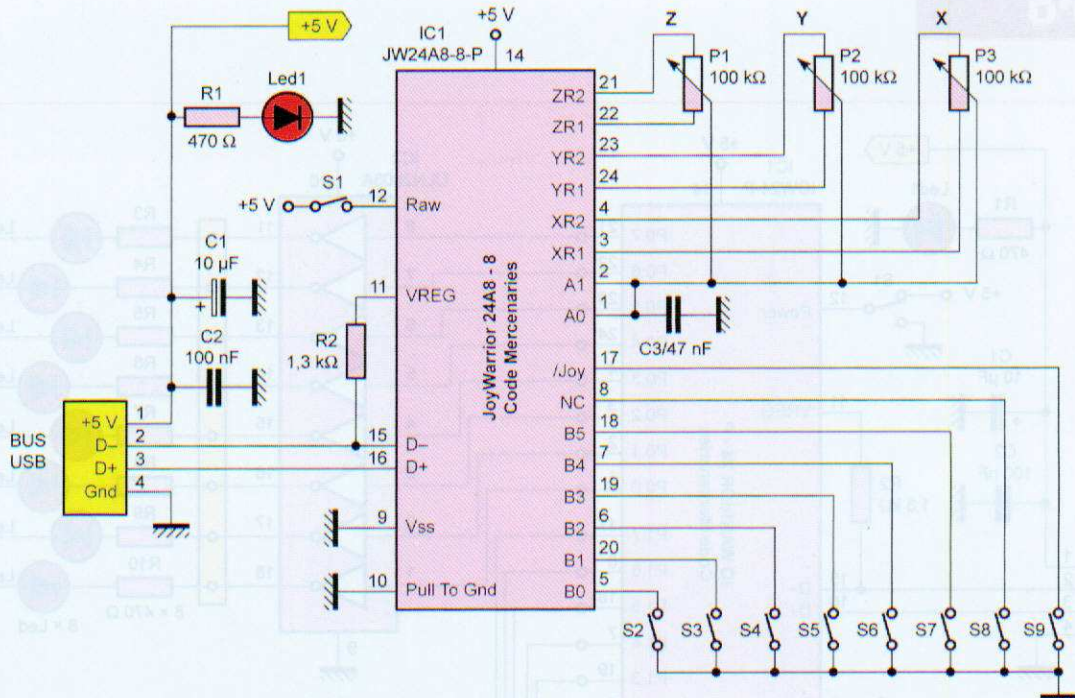 +5 V
+5 V
IC1
JW24A8-8-P
14
Z
Y
X
R1
470 Ω
Led1
P1
100 kΩ
P2
100 kΩ
P3
100 kΩ
21
ZR2
22
ZR1
23
YR2
24
YR1
4
XR2
3
XR1
2
A1
1
A0
C3/47 nF
S1
+5 V
12
Raw
C1
10 µF
+
11
VREG
R2
1,3 kΩ
C2
100 nF
JoyWarrior 24A8 - 8
Code Mercenaries
17
/Joy
8
NC
18
B5
7
B4
19
B3
6
B2
20
B1
5
B0
BUS
USB
+5 V
1
D–
2
D+
3
Gnd
4
15
D–
16
D+
9
Vss
10
Pull To Gnd
S2
S3
S4
S5
S6
S7
S8
S9